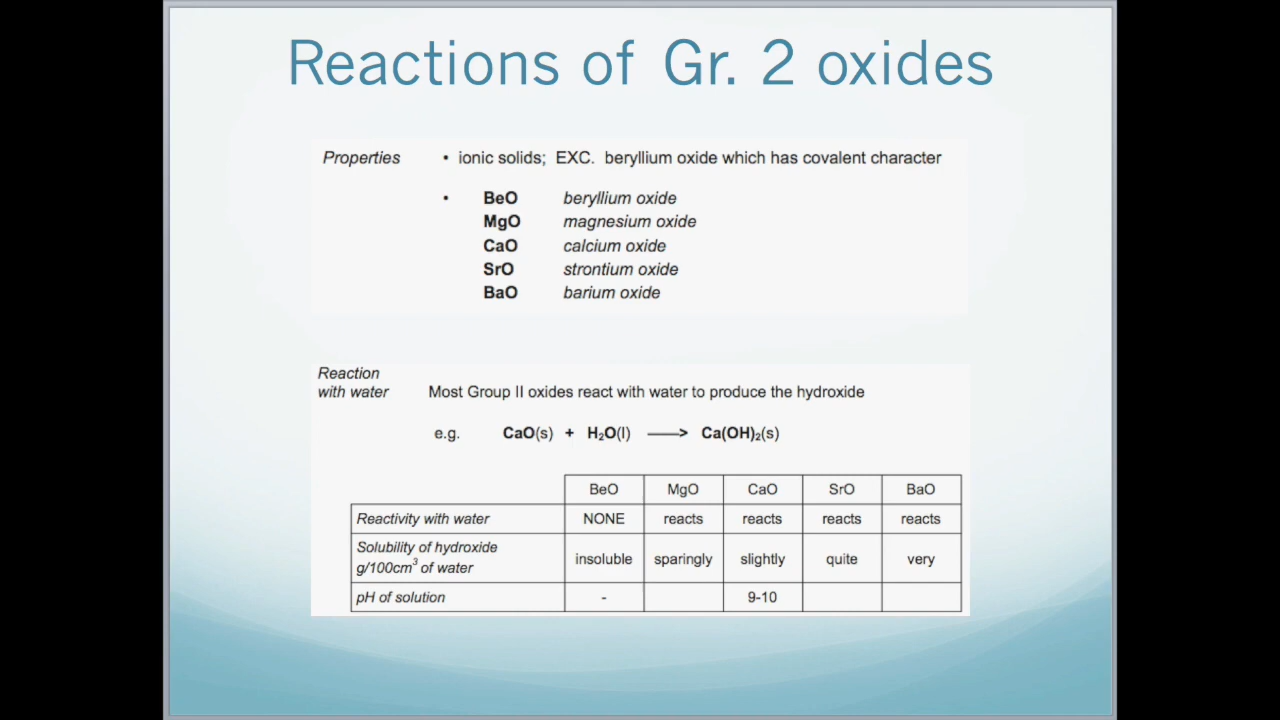 Reactions of Gr. 2 oxides
Properties • ionic solids; EXC. beryllium oxide which has covalent character
• BeO beryllium oxide
MgO magnesium oxide
CaO calcium oxide
SrO strontium oxide
BaO barium oxide
Reaction
with water Most Group II oxides react with water to produce the hydroxide
e.g. CaO(s) + H₂O(l) ——> Ca(OH)₂(s)
BeO MgO CaO SrO BaO
Reactivity with water NONE reacts reacts reacts reacts
Solubility of hydroxide
g/100cm³ of water insoluble sparingly slightly quite very
pH of solution - 9-10